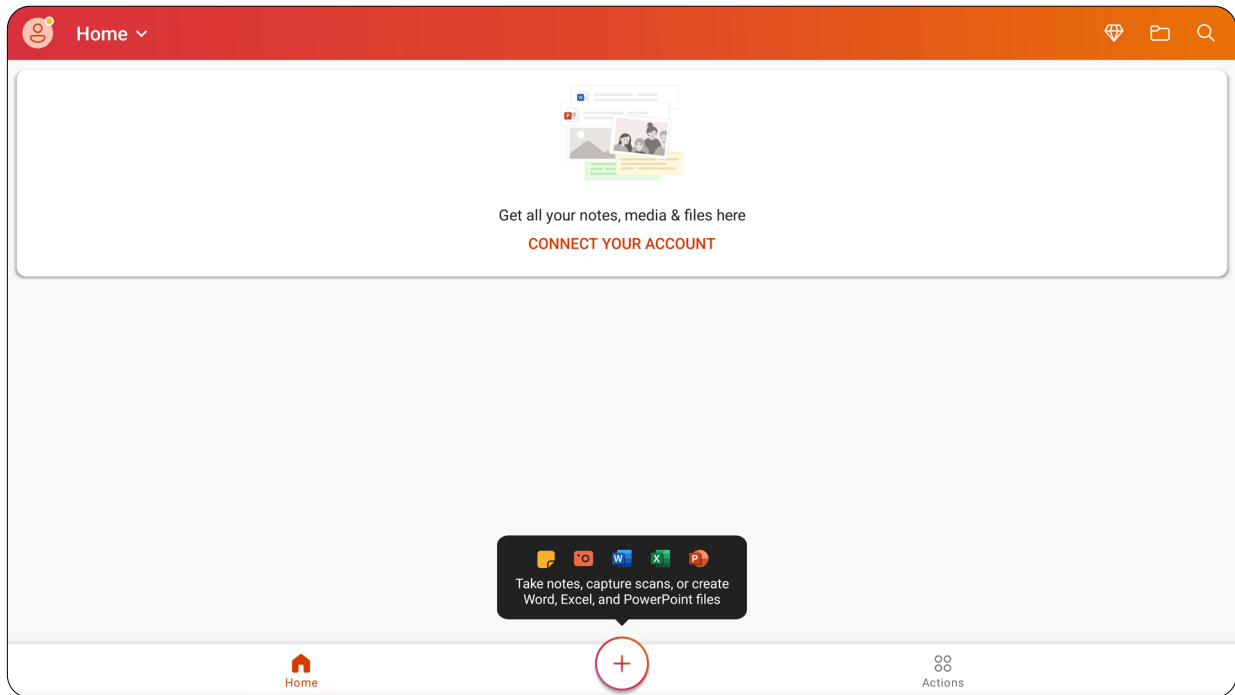 Home
Get all your notes, media & files here
CONNECT YOUR ACCOUNT
W X P
Take notes, capture scans, or create
Word, Excel, and PowerPoint files
Home
Actions